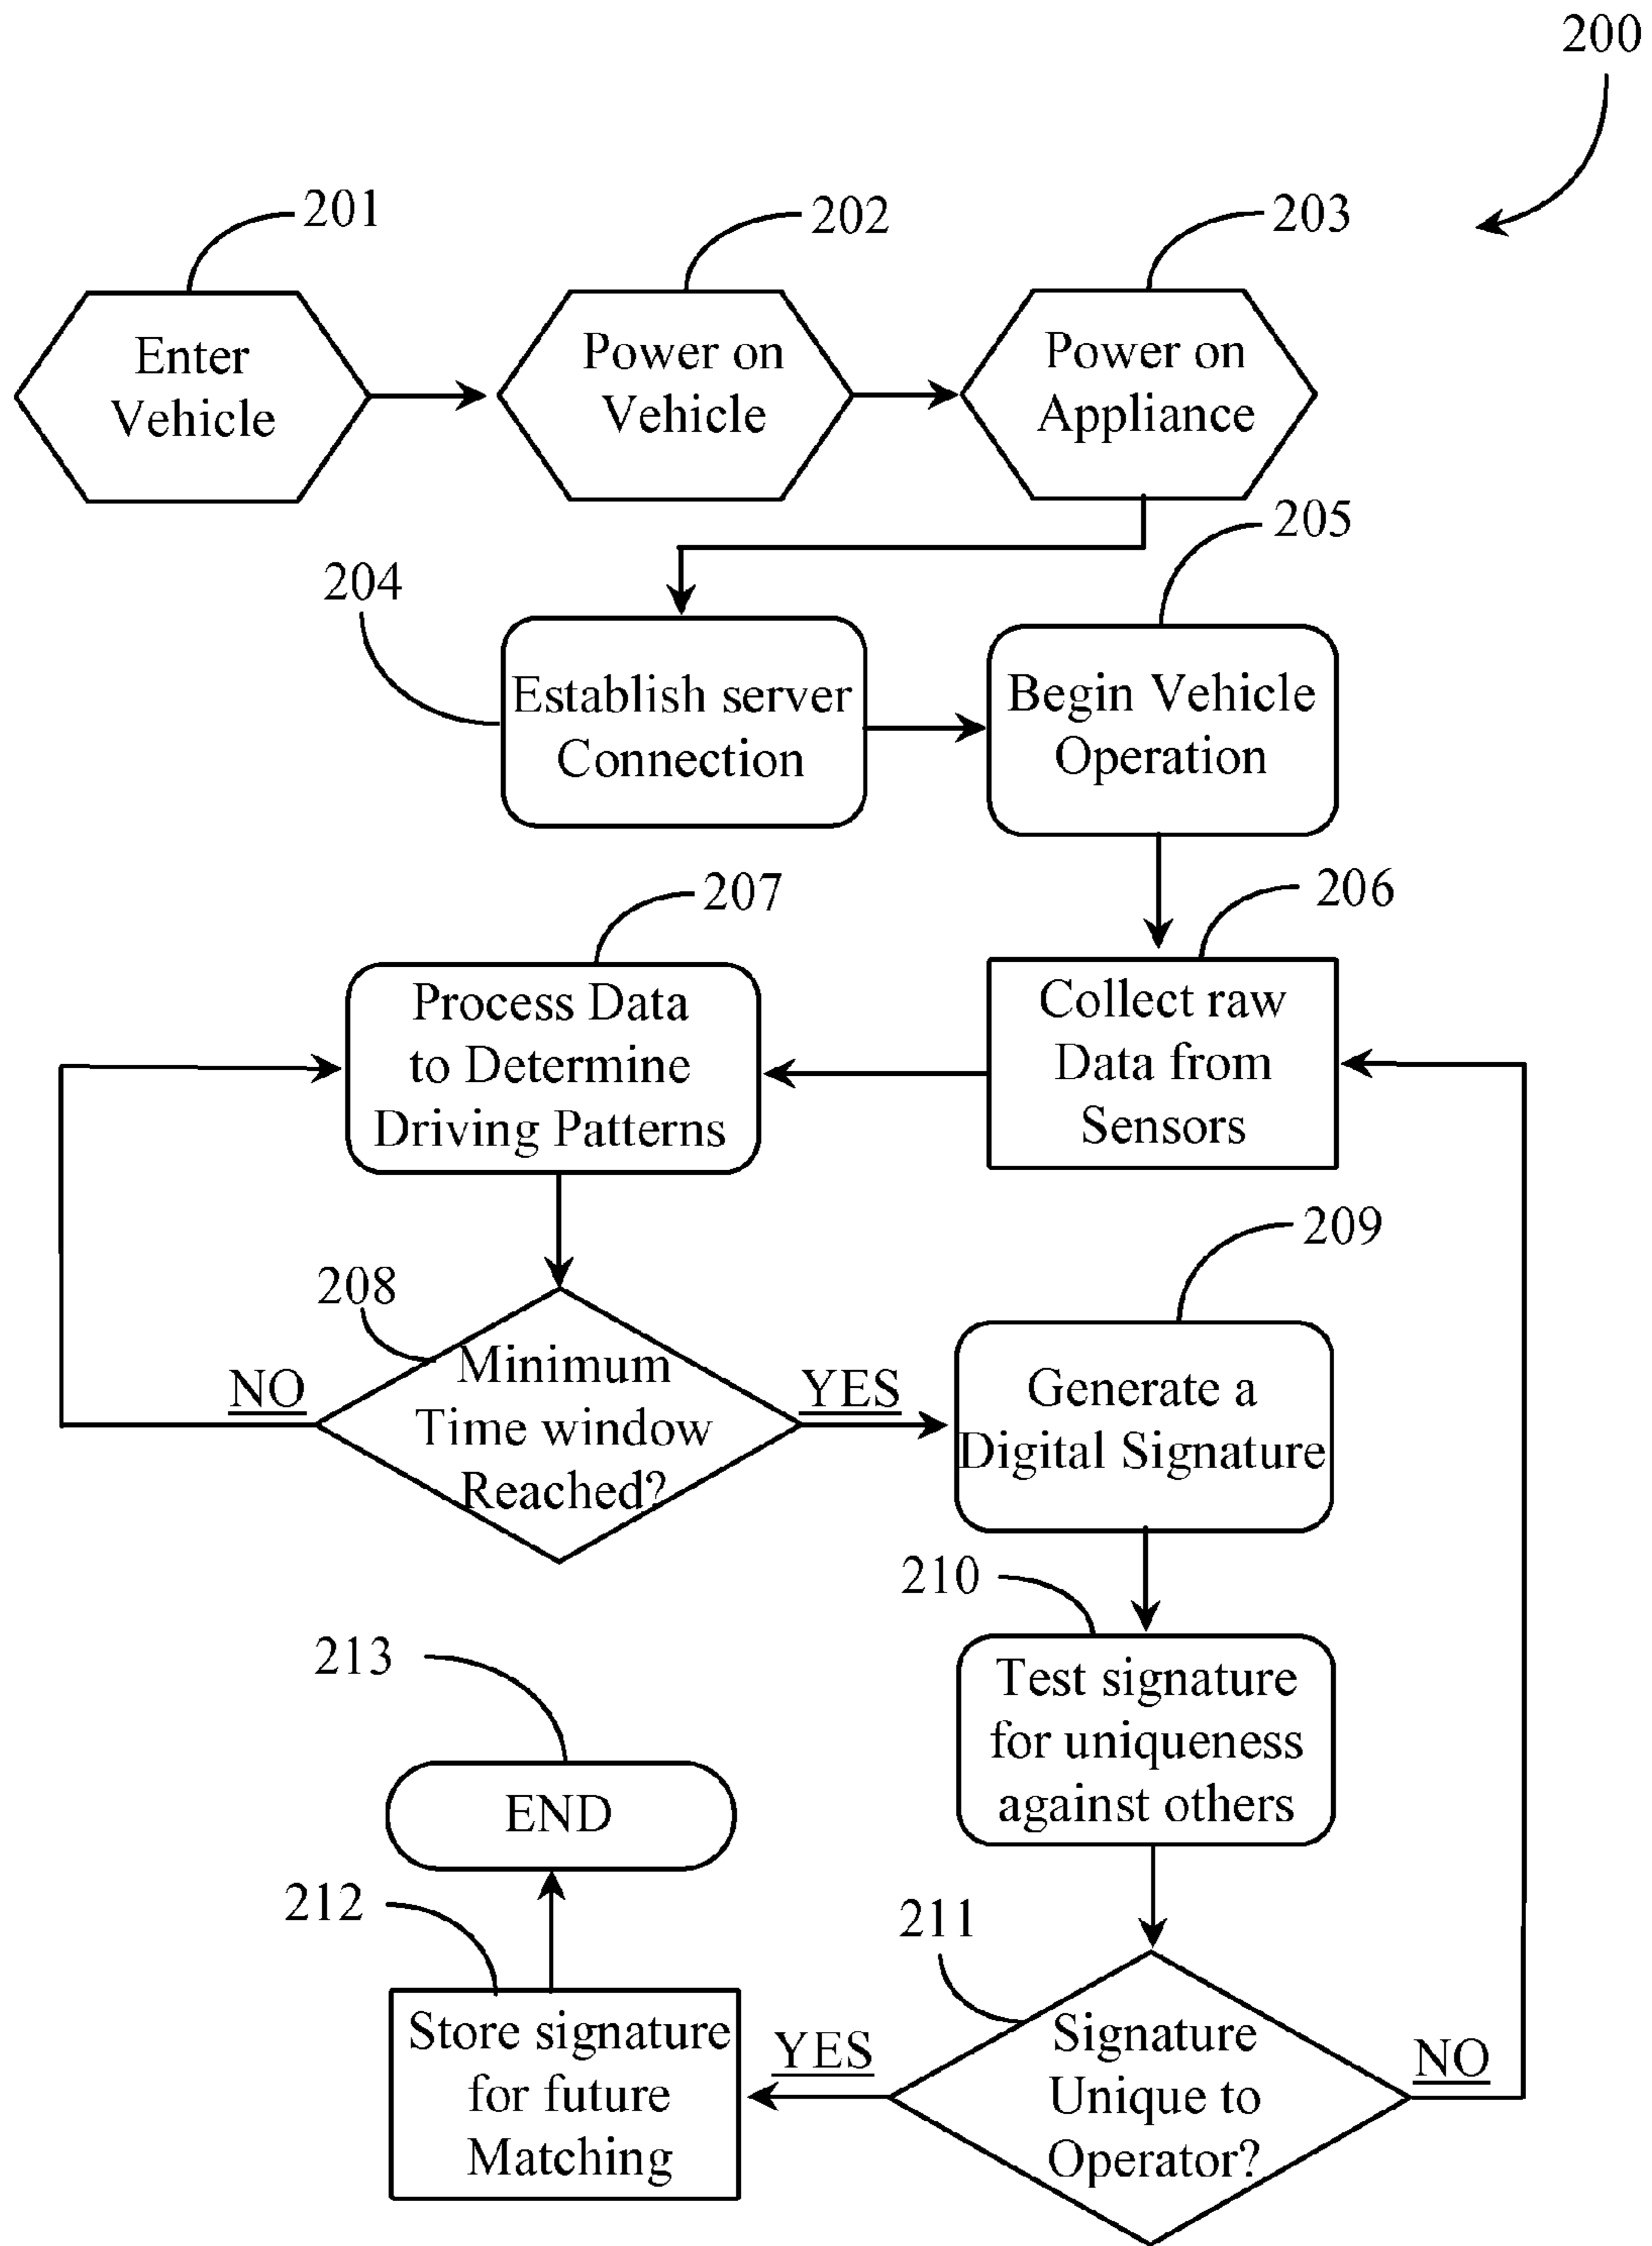 200
201
202
203
Enter
Vehicle
Power on
Vehicle
Power on
Appliance
204
205
Establish server
Connection
Begin Vehicle
Operation
207
206
Process Data
to Determine
Driving Patterns
Collect raw
Data from
Sensors
208
209
NO
Minimum
Time window
Reached?
YES
Generate a
Digital Signature
210
Test signature
for uniqueness
against others
213
END
212
211
Store signature
for future
Matching
YES
Signature
Unique to
Operator?
NO